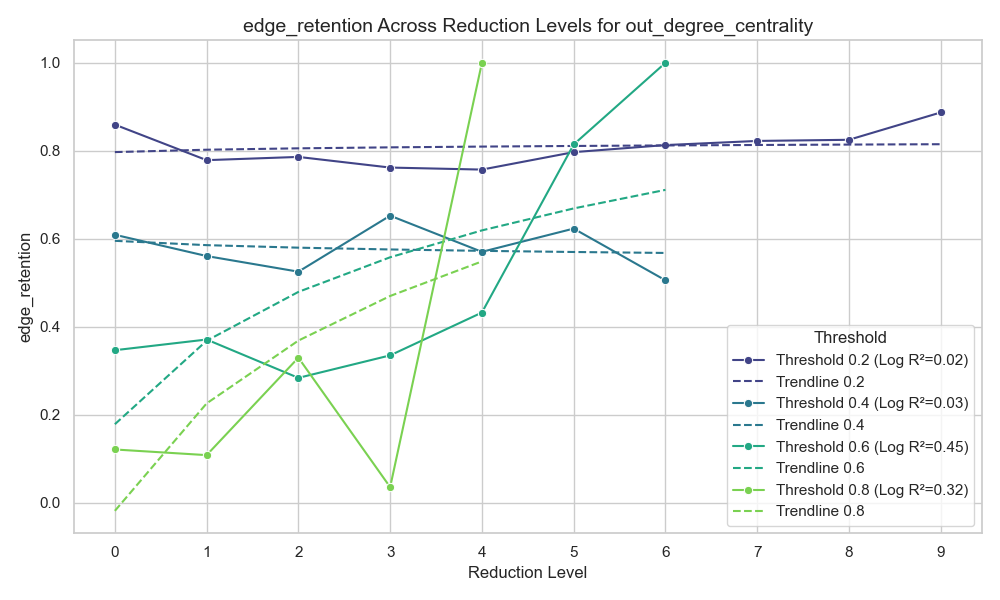 edge_retention Across Reduction Levels for out_degree_centrality
edge_retention
1.0
0.8
0.6
0.4
0.2
0.0
Threshold
Threshold 0.2 (Log R²=0.02)
Trendline 0.2
Threshold 0.4 (Log R²=0.03)
Trendline 0.4
Threshold 0.6 (Log R²=0.45)
Trendline 0.6
Threshold 0.8 (Log R²=0.32)
Trendline 0.8
0 1 2 3 4 5 6 7 8 9
Reduction Level